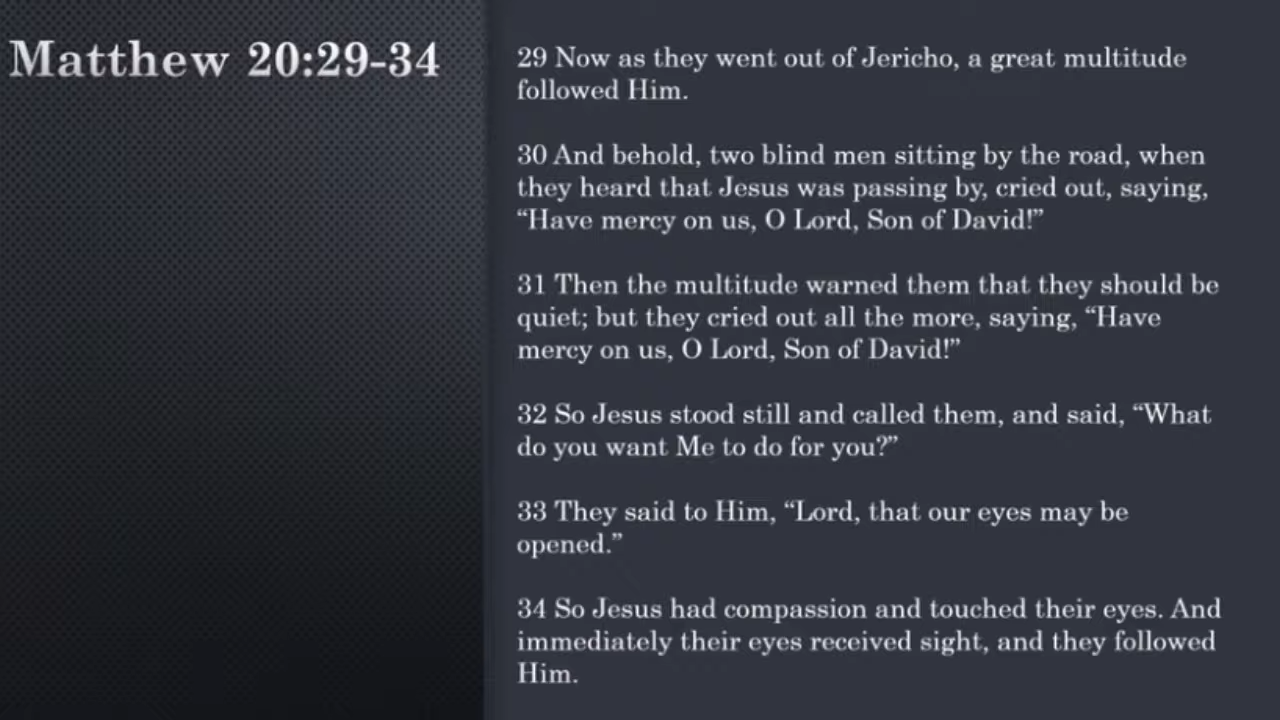 Matthew 20:29-34
29 Now as they went out of Jericho, a great multitude
followed Him.
30 And behold, two blind men sitting by the road, when
they heard that Jesus was passing by, cried out, saying,
“Have mercy on us, O Lord, Son of David!”
31 Then the multitude warned them that they should be
quiet; but they cried out all the more, saying, “Have
mercy on us, O Lord, Son of David!”
32 So Jesus stood still and called them, and said, “What
do you want Me to do for you?”
33 They said to Him, “Lord, that our eyes may be
opened.”
34 So Jesus had compassion and touched their eyes. And
immediately their eyes received sight, and they followed
Him.